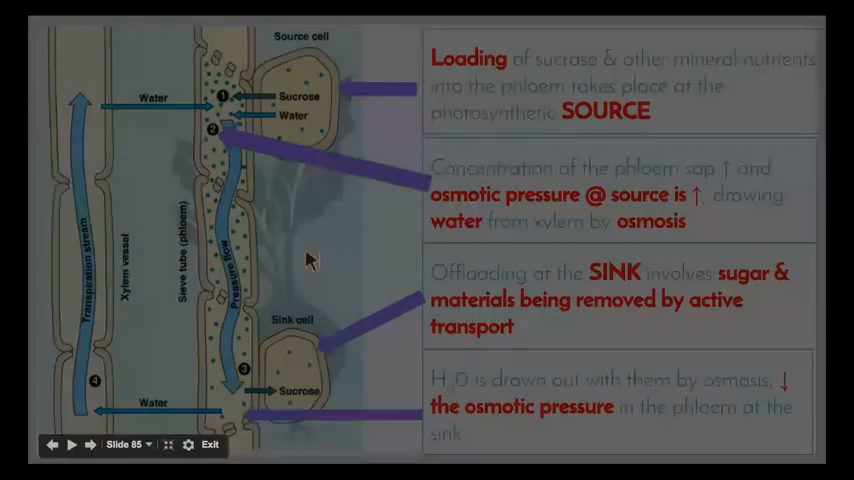 Source cell
Water
Sucrose
Water
1
2
Transpiration stream
Xylem vessel
Sieve tube (phloem)
Pressure flow
Sink cell
3
Sucrose
4
Water
Loading of sucrose & other mineral nutrients
into the phloem takes place at the
photosynthetic SOURCE
Concentration of the phloem sap ↑ and
osmotic pressure @ source is ↑, drawing
water from xylem by osmosis
Offloading at the SINK involves sugar &
materials being removed by active
transport
H₂O is drawn out with them by osmosis, ↓
the osmotic pressure in the phloem at the
sink
Slide 85
Exit